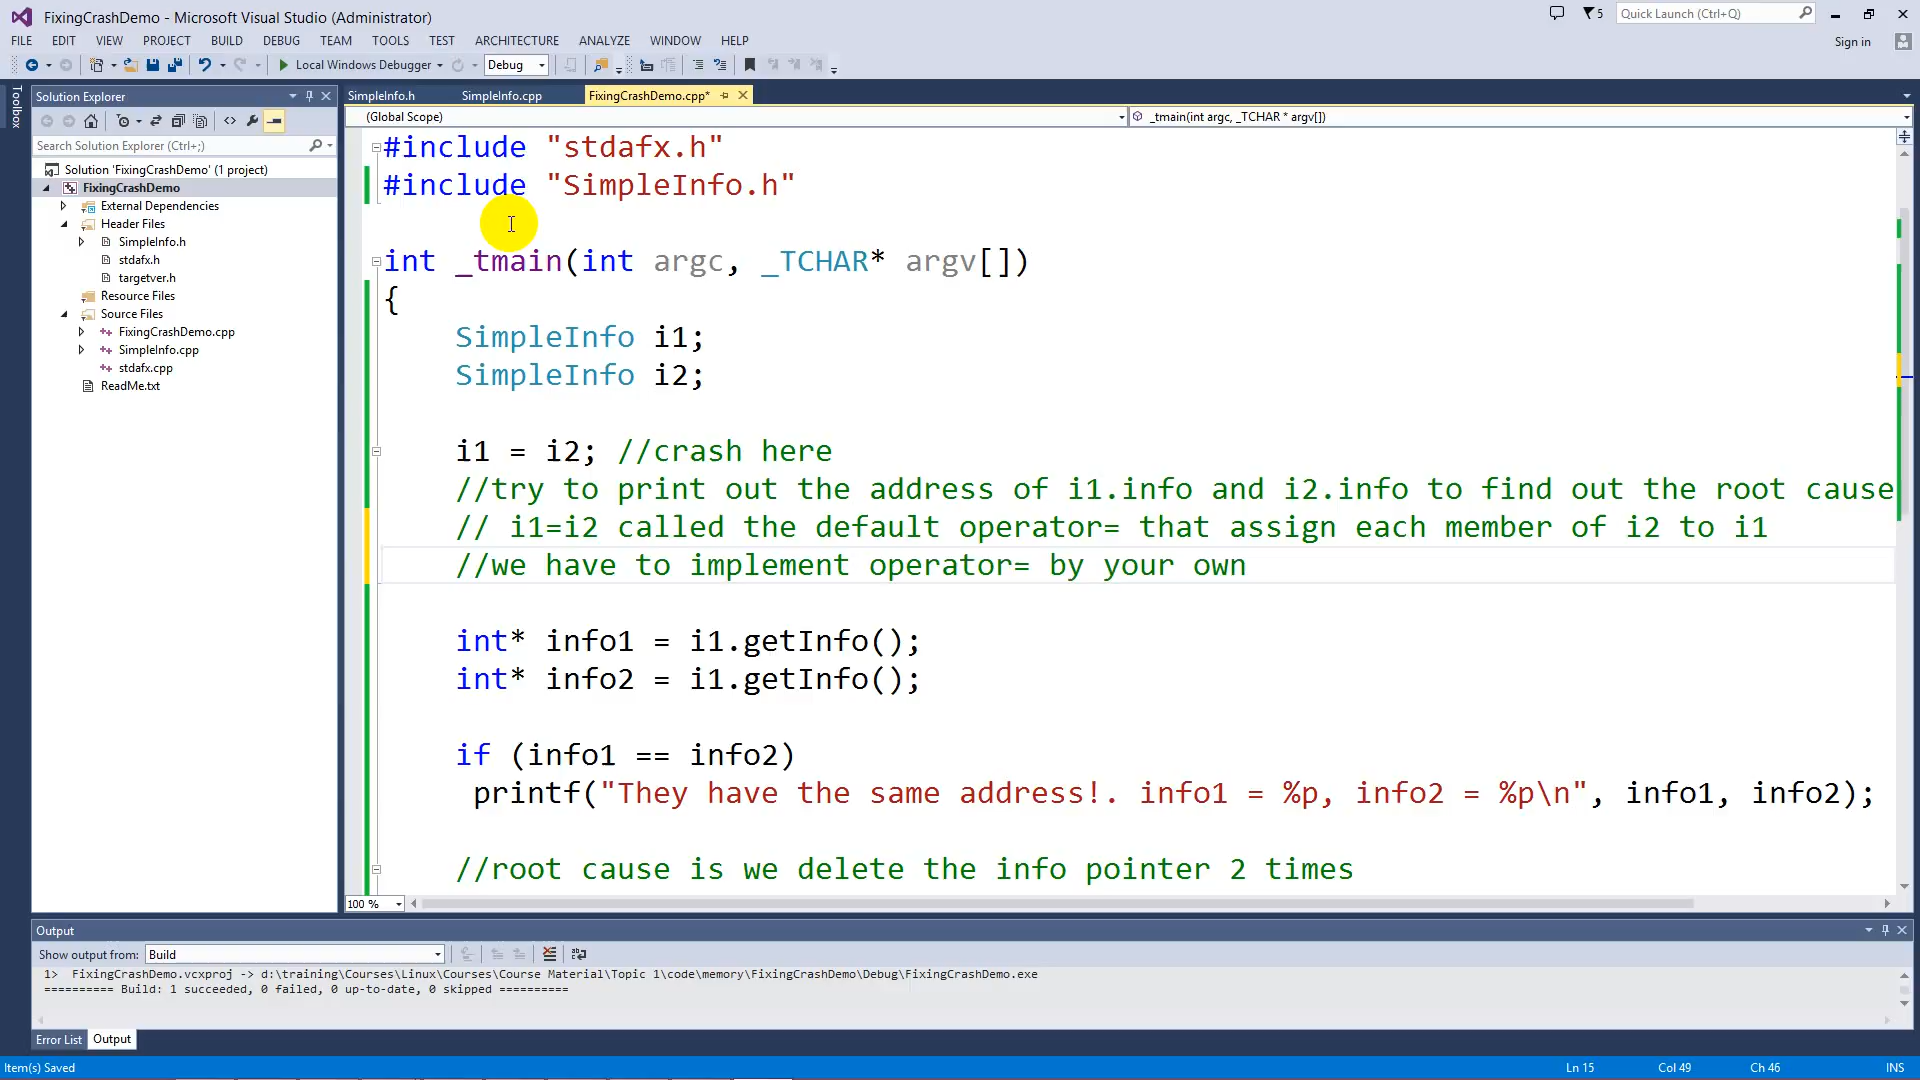 FixingCrashDemo - Microsoft Visual Studio (Administrator)
5
Quick Launch (Ctrl+Q)
FILE EDIT VIEW PROJECT BUILD DEBUG TEAM TOOLS TEST ARCHITECTURE ANALYZE WINDOW HELP
Sign in
Local Windows Debugger
Debug
Toolbox
Solution Explorer
Search Solution Explorer (Ctrl+;)
Solution 'FixingCrashDemo' (1 project)
FixingCrashDemo
External Dependencies
Header Files
SimpleInfo.h
stdafx.h
targetver.h
Resource Files
Source Files
FixingCrashDemo.cpp
SimpleInfo.cpp
stdafx.cpp
ReadMe.txt
SimpleInfo.h SimpleInfo.cpp FixingCrashDemo.cpp*
(Global Scope) _tmain(int argc, _TCHAR * argv[])
#include "stdafx.h"
#include "SimpleInfo.h"
int _tmain(int argc, _TCHAR* argv[])
{
SimpleInfo i1;
SimpleInfo i2;
i1 = i2; //crash here
//try to print out the address of i1.info and i2.info to find out the root cause
// i1=i2 called the default operator= that assign each member of i2 to i1
//we have to implement operator= by your own
int* info1 = i1.getInfo();
int* info2 = i1.getInfo();
if (info1 == info2)
printf("They have the same address!. info1 = %p, info2 = %p\n", info1, info2);
//root cause is we delete the info pointer 2 times
100 %
Output
Show output from: Build
1> FixingCrashDemo.vcxproj -> d:\training\Courses\Linux\Courses\Course Material\Topic 1\code\memory\FixingCrashDemo\Debug\FixingCrashDemo.exe
========== Build: 1 succeeded, 0 failed, 0 up-to-date, 0 skipped ==========
Error List Output
Item(s) Saved
Ln 15 Col 49 Ch 46 INS